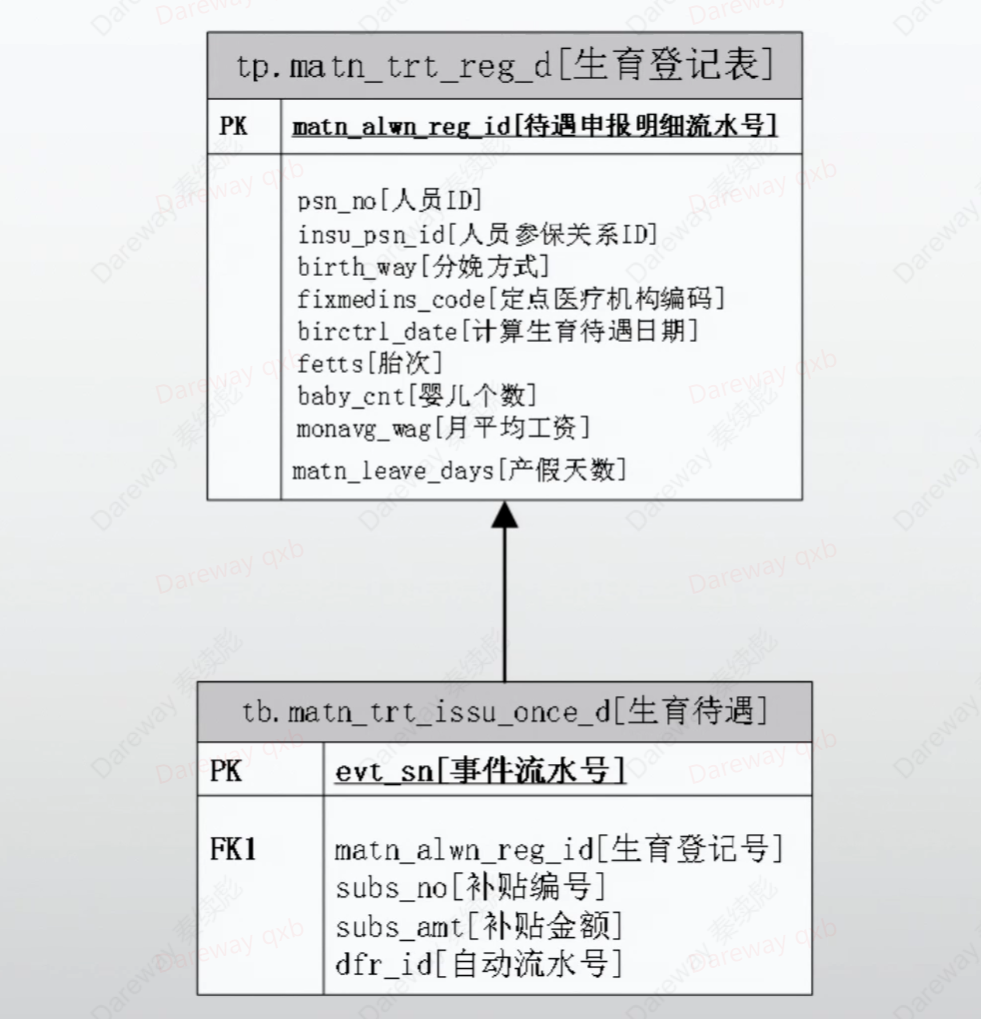 tp.matn_trt_reg_d[生育登记表]
PK matn_alwn_reg_id[待遇申报明细流水号]
psn_no[人员ID]
insu_psn_id[人员参保关系ID]
birth_way[分娩方式]
fixmedins_code[定点医疗机构编码]
birctrl_date[计算生育待遇日期]
fetts[胎次]
baby_cnt[婴儿个数]
monavg_wag[月平均工资]
matn_leave_days[产假天数]
tb.matn_trt_issu_once_d[生育待遇]
PK evt_sn[事件流水号]
FK1 matn_alwn_reg_id[生育登记号]
subs_no[补贴编号]
subs_amt[补贴金额]
dfr_id[自动流水号]
Dareway qxb
Dareway 秦续彪